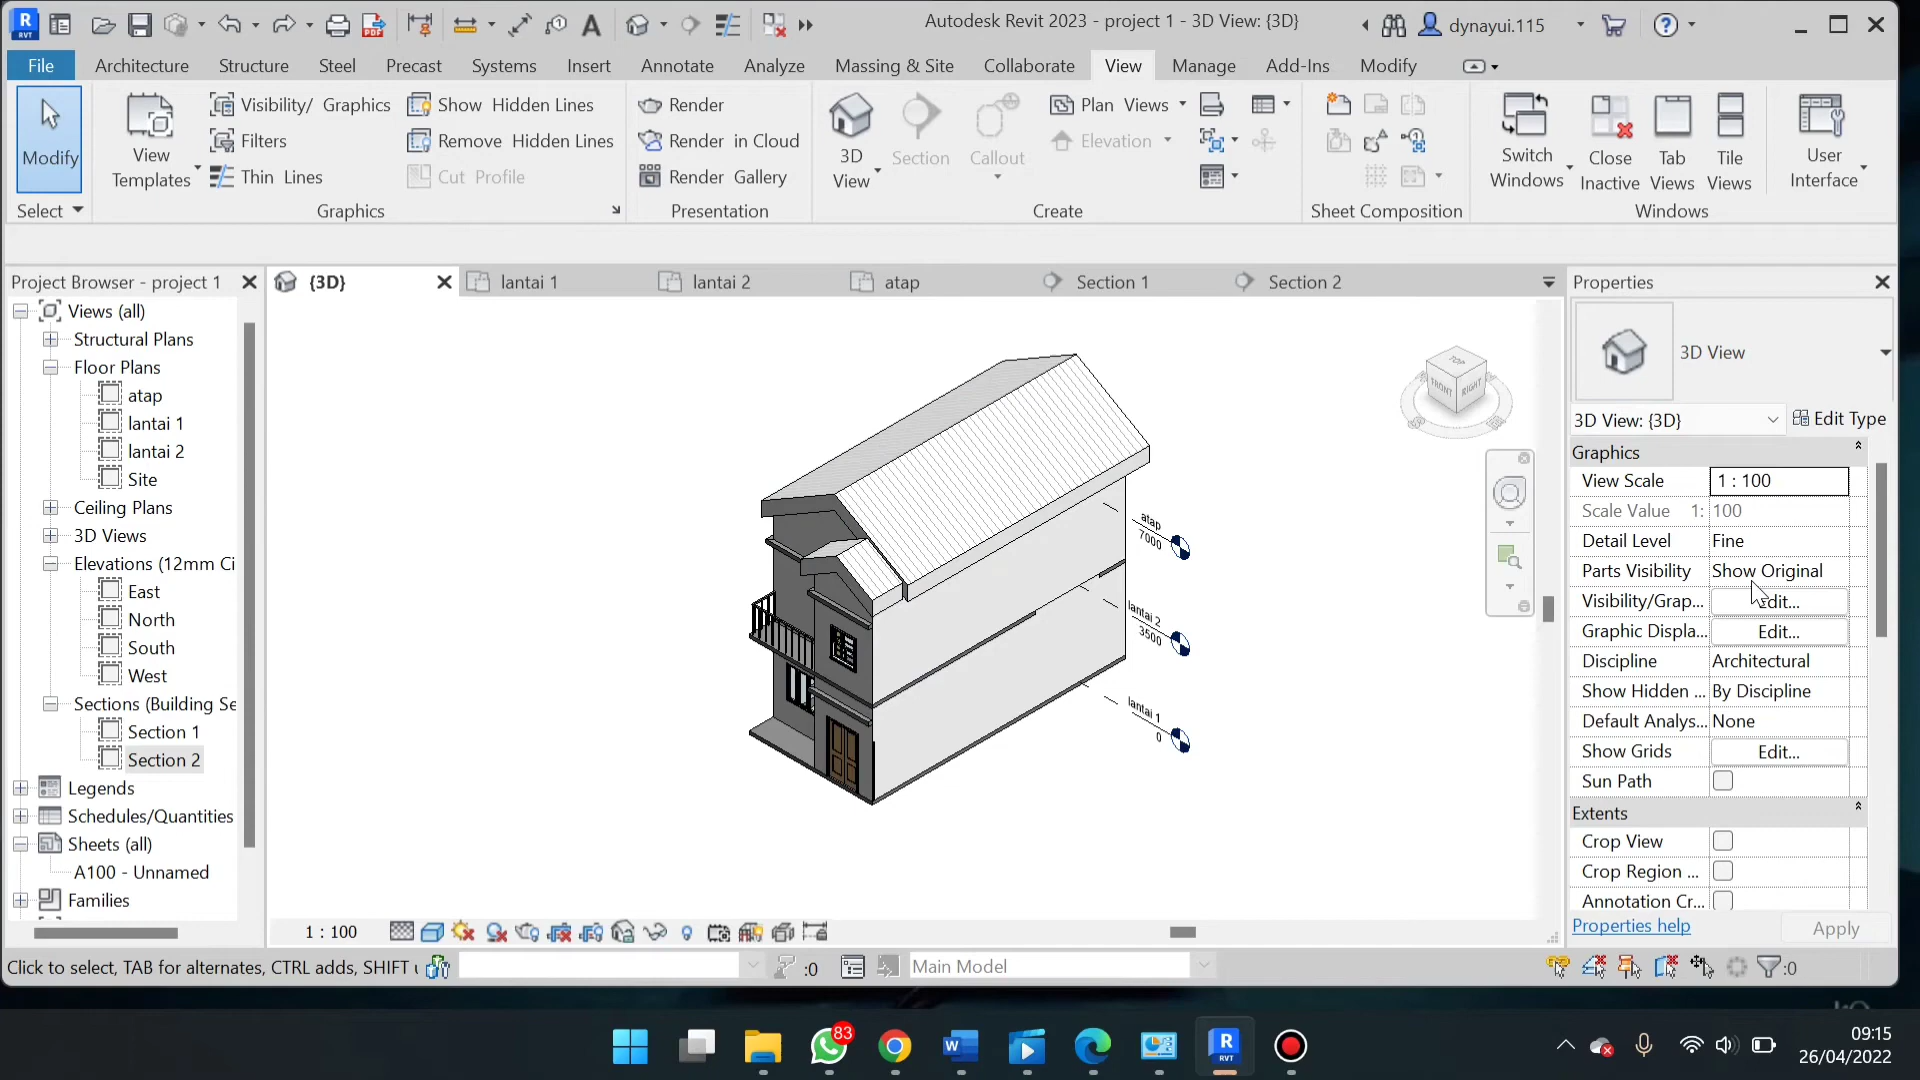 Autodesk Revit 2023 - project 1 - 3D View: {3D}
dynayui.115
File Architecture Structure Steel Precast Systems Insert Annotate Analyze Massing & Site Collaborate View Manage Add-Ins Modify
Modify
Select
View Templates
Visibility/ Graphics
Filters
Thin Lines
Show Hidden Lines
Remove Hidden Lines
Cut Profile
Graphics
Render
Render in Cloud
Render Gallery
Presentation
3D View
Section
Callout
Plan Views
Elevation
Create
Sheet Composition
Switch Windows
Close Inactive
Tab Views
Tile Views
Windows
User Interface
Project Browser - project 1
Views (all)
Structural Plans
Floor Plans
atap
lantai 1
lantai 2
Site
Ceiling Plans
3D Views
Elevations (12mm Ci
East
North
South
West
Sections (Building Se
Section 1
Section 2
Legends
Schedules/Quantities
Sheets (all)
A100 - Unnamed
Families
{3D} lantai 1 lantai 2 atap Section 1 Section 2
TOP
FRONT RIGHT
atap
7000
lantai 2
3500
lantai 1
0
Properties
3D View
3D View: {3D} Edit Type
Graphics
View Scale 1 : 100
Scale Value 1: 100
Detail Level Fine
Parts Visibility Show Original
Visibility/Grap... Edit...
Graphic Displa... Edit...
Discipline Architectural
Show Hidden ... By Discipline
Default Analys... None
Show Grids Edit...
Sun Path
Extents
Crop View
Crop Region ...
Annotation Cr...
Properties help Apply
1 : 100
Click to select, TAB for alternates, CTRL adds, SHIFT u
:0
Main Model
:0
83
09:15
26/04/2022